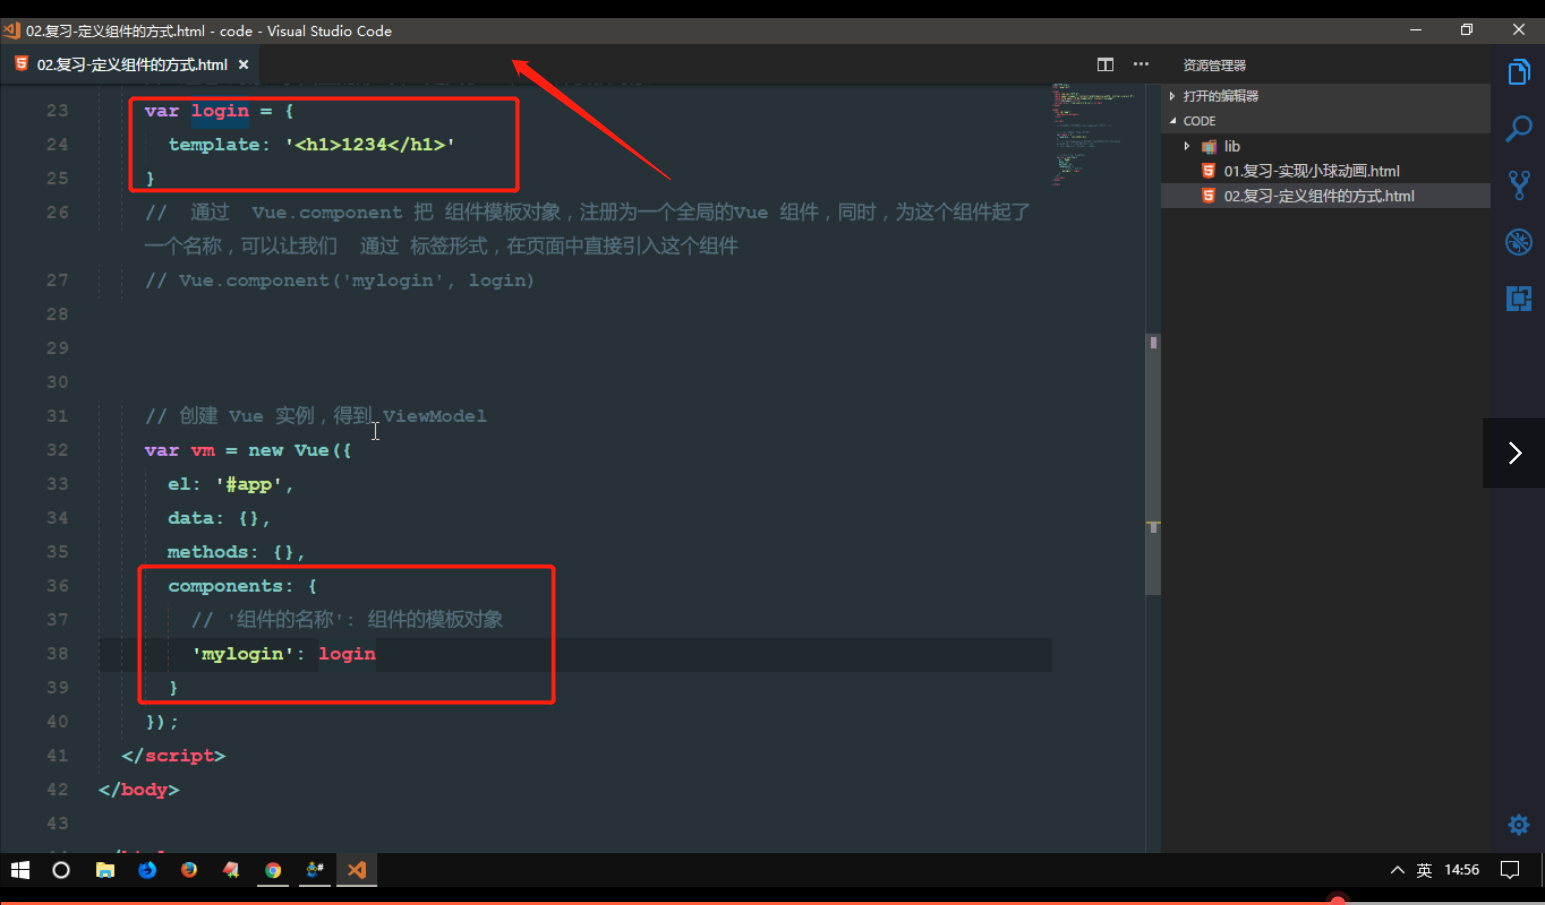 02.复习-定义组件的方式.html - code - Visual Studio Code
02.复习-定义组件的方式.html ×
23 var login = {
24 template: '<h1>1234</h1>'
25 }
26 // 通过 Vue.component 把 组件模板对象，注册为一个全局的Vue 组件，同时，为这个组件起了
一个名称，可以让我们 通过 标签形式，在页面中直接引入这个组件
27 // Vue.component('mylogin', login)
28
29
30
31 // 创建 Vue 实例，得到 ViewModel
32 var vm = new Vue({
33 el: '#app',
34 data: {},
35 methods: {},
36 components: {
37 // '组件的名称': 组件的模板对象
38 'mylogin': login
39 }
40 });
41 </script>
42 </body>
43
资源管理器
打开的编辑器
CODE
lib
01.复习-实现小球动画.html
02.复习-定义组件的方式.html
英 14:56